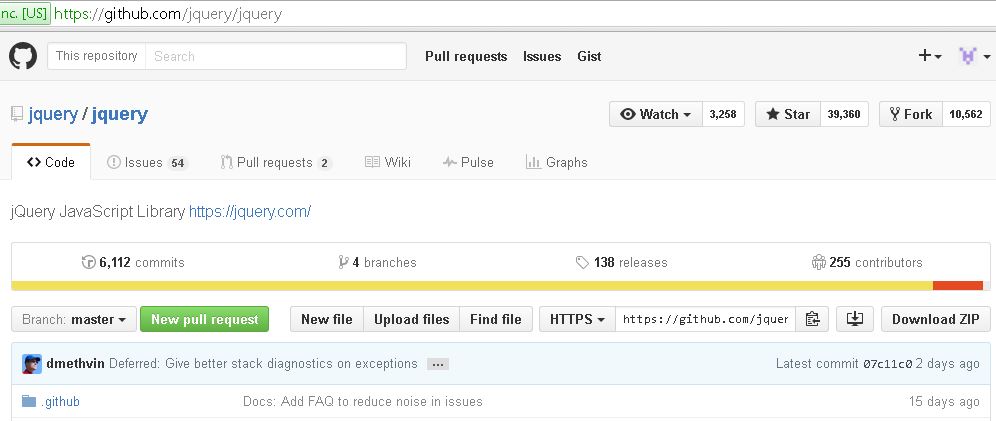 nc. [US] https://github.com/jquery/jquery
This repository Search Pull requests Issues Gist
jquery / jquery Watch 3,258 Star 39,360 Fork 10,562
Code Issues 54 Pull requests 2 Wiki Pulse Graphs
jQuery JavaScript Library https://jquery.com/
6,112 commits 4 branches 138 releases 255 contributors
Branch: master New pull request New file Upload files Find file HTTPS https://github.com/jquer Download ZIP
dmethvin Deferred: Give better stack diagnostics on exceptions ... Latest commit 07c11c0 2 days ago
.github Docs: Add FAQ to reduce noise in issues 15 days ago